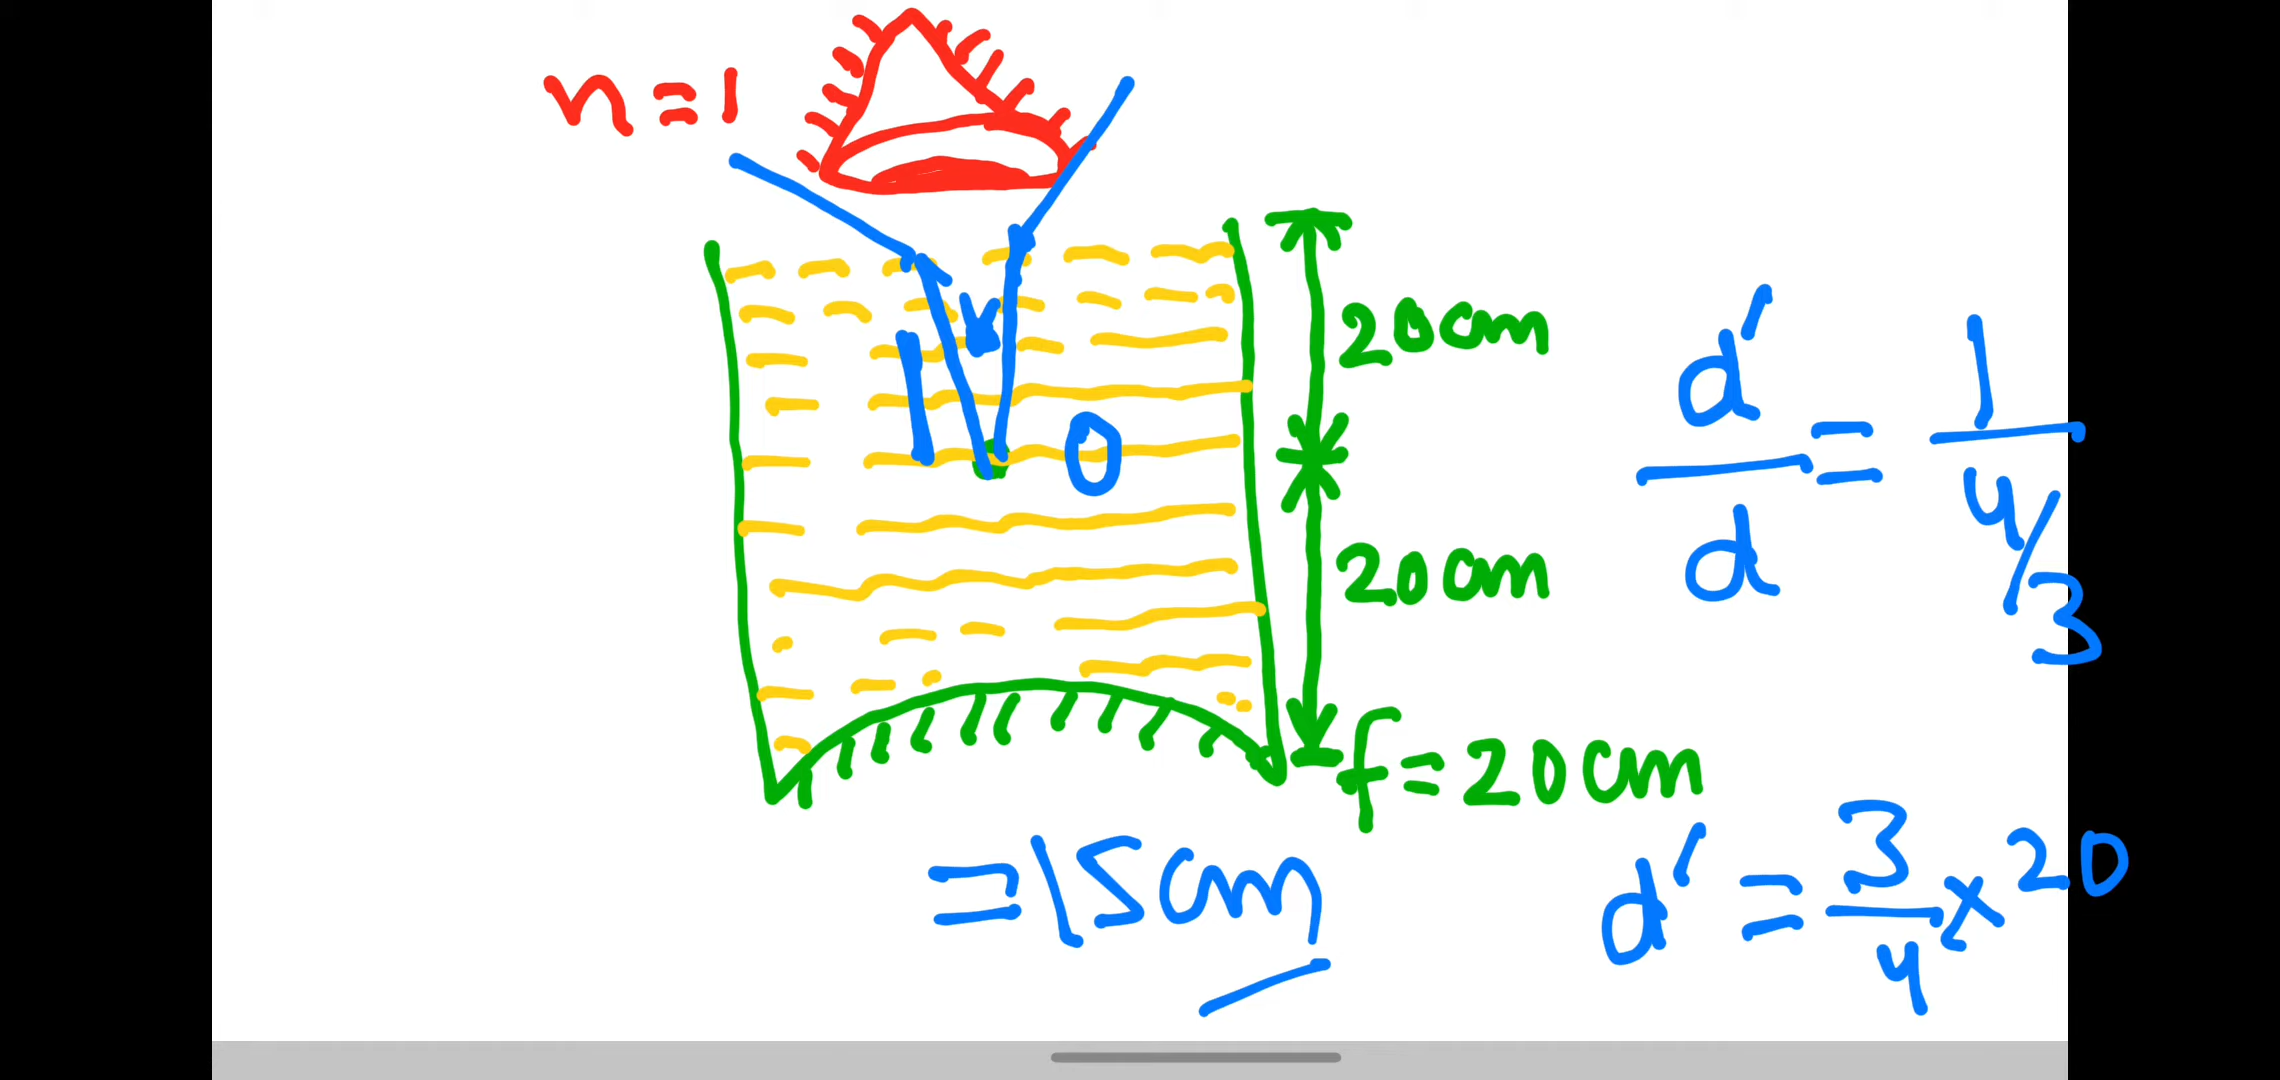 n=1
20cm
O
20cm
f=20cm
d'/d = 1/4/3
d' = 3/4 x 20
=15cm